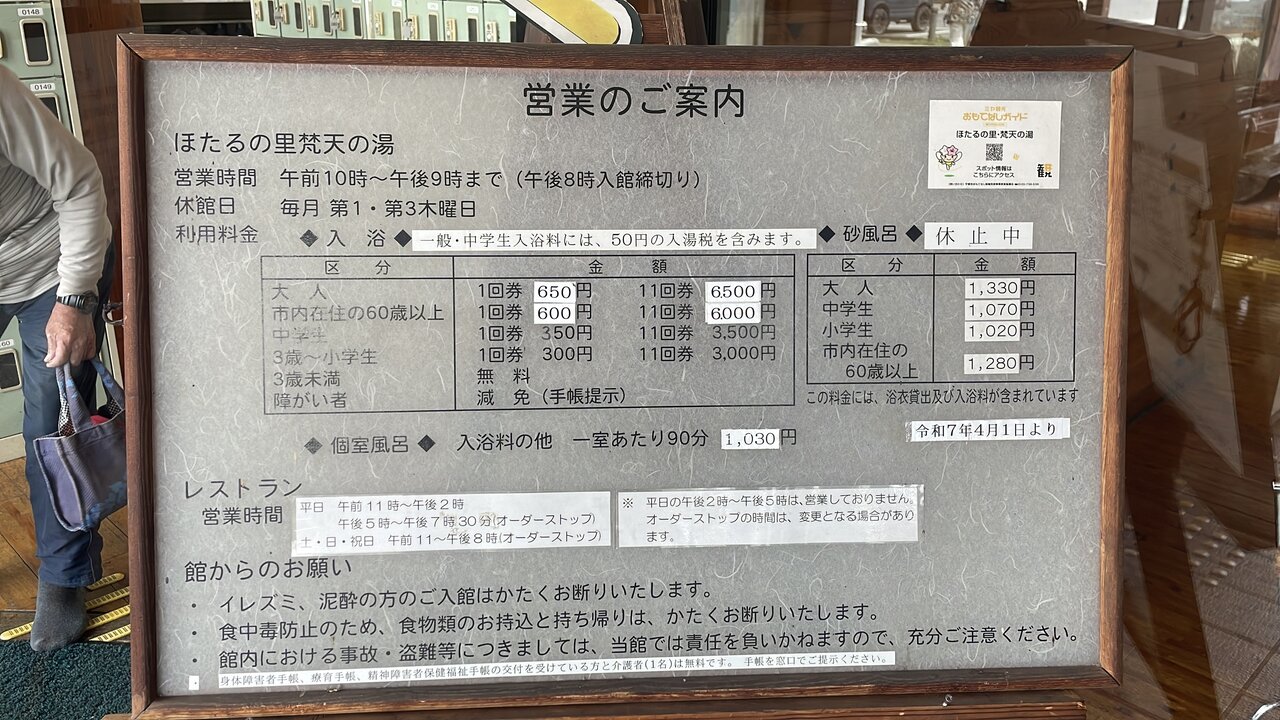 0148
0149
営業のご案内
おもてなしガイド
ほたるの里・梵天の湯
スポット情報は
こちらにアクセス
ほたるの里梵天の湯
営業時間 午前10時～午後9時まで（午後8時入館締切り）
休館日 毎月 第1・第3木曜日
利用料金 ◆ 入 浴 ◆ 一般・中学生入浴料には、50円の入湯税を含みます。
区 分 金 額
大 人 1回券 650円 11回券 6,500円
市内在住の60歳以上 1回券 600円 11回券 6000円
中学生 1回券 350円 11回券 3,500円
3歳～小学生 1回券 300円 11回券 3,000円
3歳未満 無 料
障がい者 減 免（手帳提示）
◆ 砂風呂 ◆ 休 止 中
区 分 金 額
大 人 1,330円
中学生 1,070円
小学生 1,020円
市内在住の
60歳以上 1,280円
この料金には、浴衣貸出及び入浴料が含まれています
令和7年4月1日より
◆ 個室風呂 ◆ 入浴料の他 一室あたり90分 1,030円
レストラン
営業時間
平日 午前11時～午後2時
午後5時～午後7時30分(オーダーストップ)
土・日・祝日 午前11～午後8時(オーダーストップ)
※ 平日の午後2時～午後5時は、営業しておりません。
オーダーストップの時間は、変更となる場合があり
ます。
館からのお願い
・ イレズミ、泥酔の方のご入館はかたくお断りいたします。
・ 食中毒防止のため、食物類のお持込と持ち帰りは、かたくお断りいたします。
・ 館内における事故・盗難等につきましては、当館では責任を負いかねますので、充分ご注意ください。
・ 身体障害者手帳、療育手帳、精神障害者保健福祉手帳の交付を受けている方と介護者(1名)は無料です。 手帳を窓口でご提示ください。